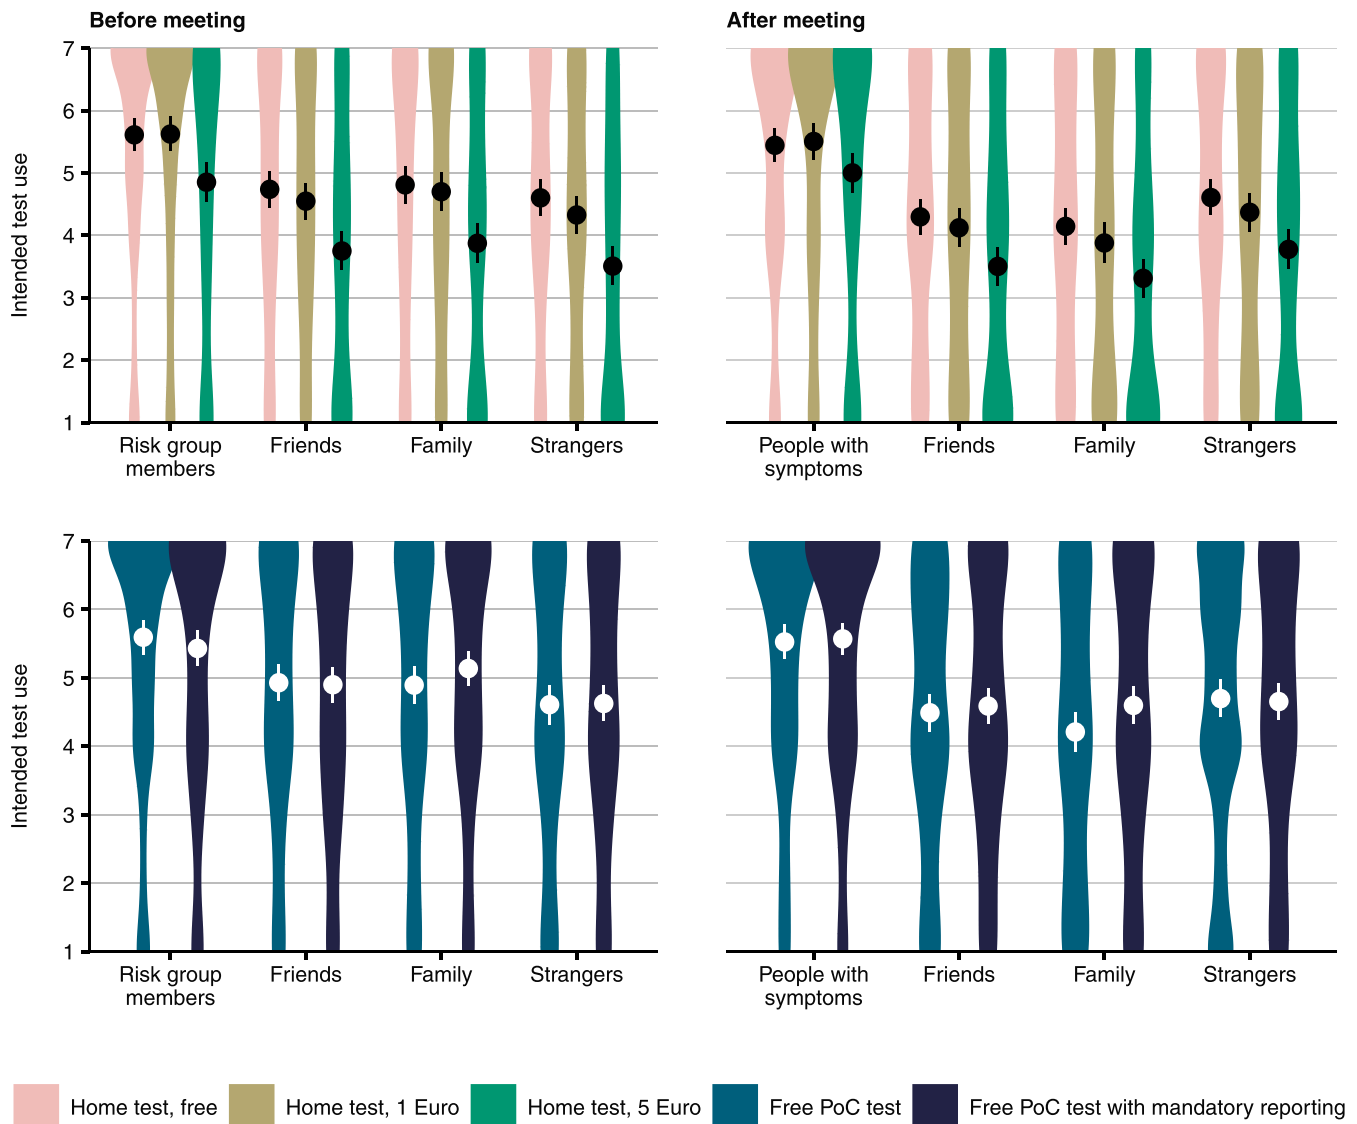 Before meeting
After meeting
Intended test use
7
6
5
4
3
2
1
Risk group
members
Friends
Family
Strangers
People with
symptoms
Friends
Family
Strangers
Intended test use
7
6
5
4
3
2
1
Risk group
members
Friends
Family
Strangers
People with
symptoms
Friends
Family
Strangers
Home test, free
Home test, 1 Euro
Home test, 5 Euro
Free PoC test
Free PoC test with mandatory reporting